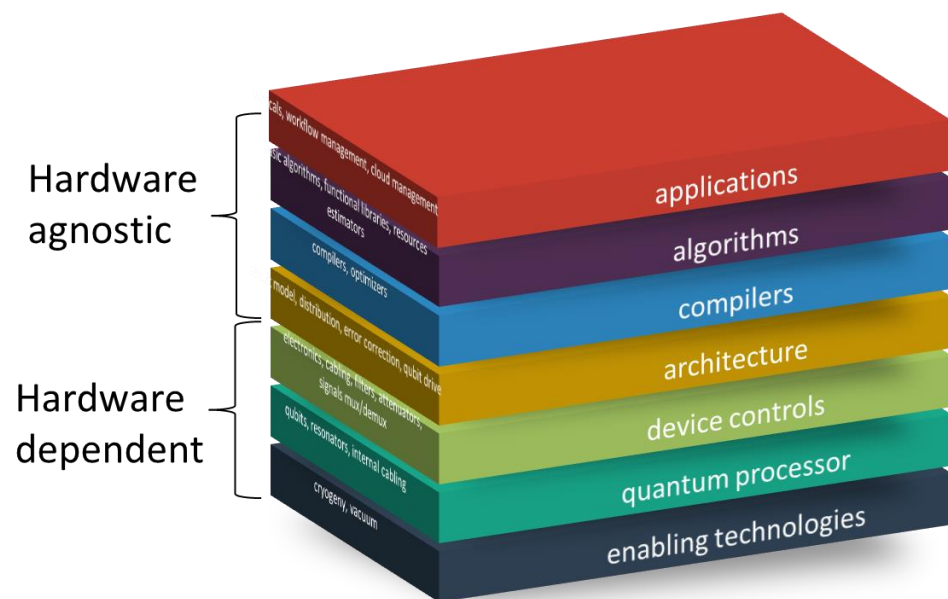 Hardware
agnostic
Hardware
dependent
workflow management, cloud management
algorithms, functional libraries, resources
estimators
compilers, optimizers
model, distribution, error correction, qubit drive
electronics, cabling, filters, attenuators,
signals mux/demux
qubits, resonators, internal cabling
cryogeny, vacuum
applications
algorithms
compilers
architecture
device controls
quantum processor
enabling technologies